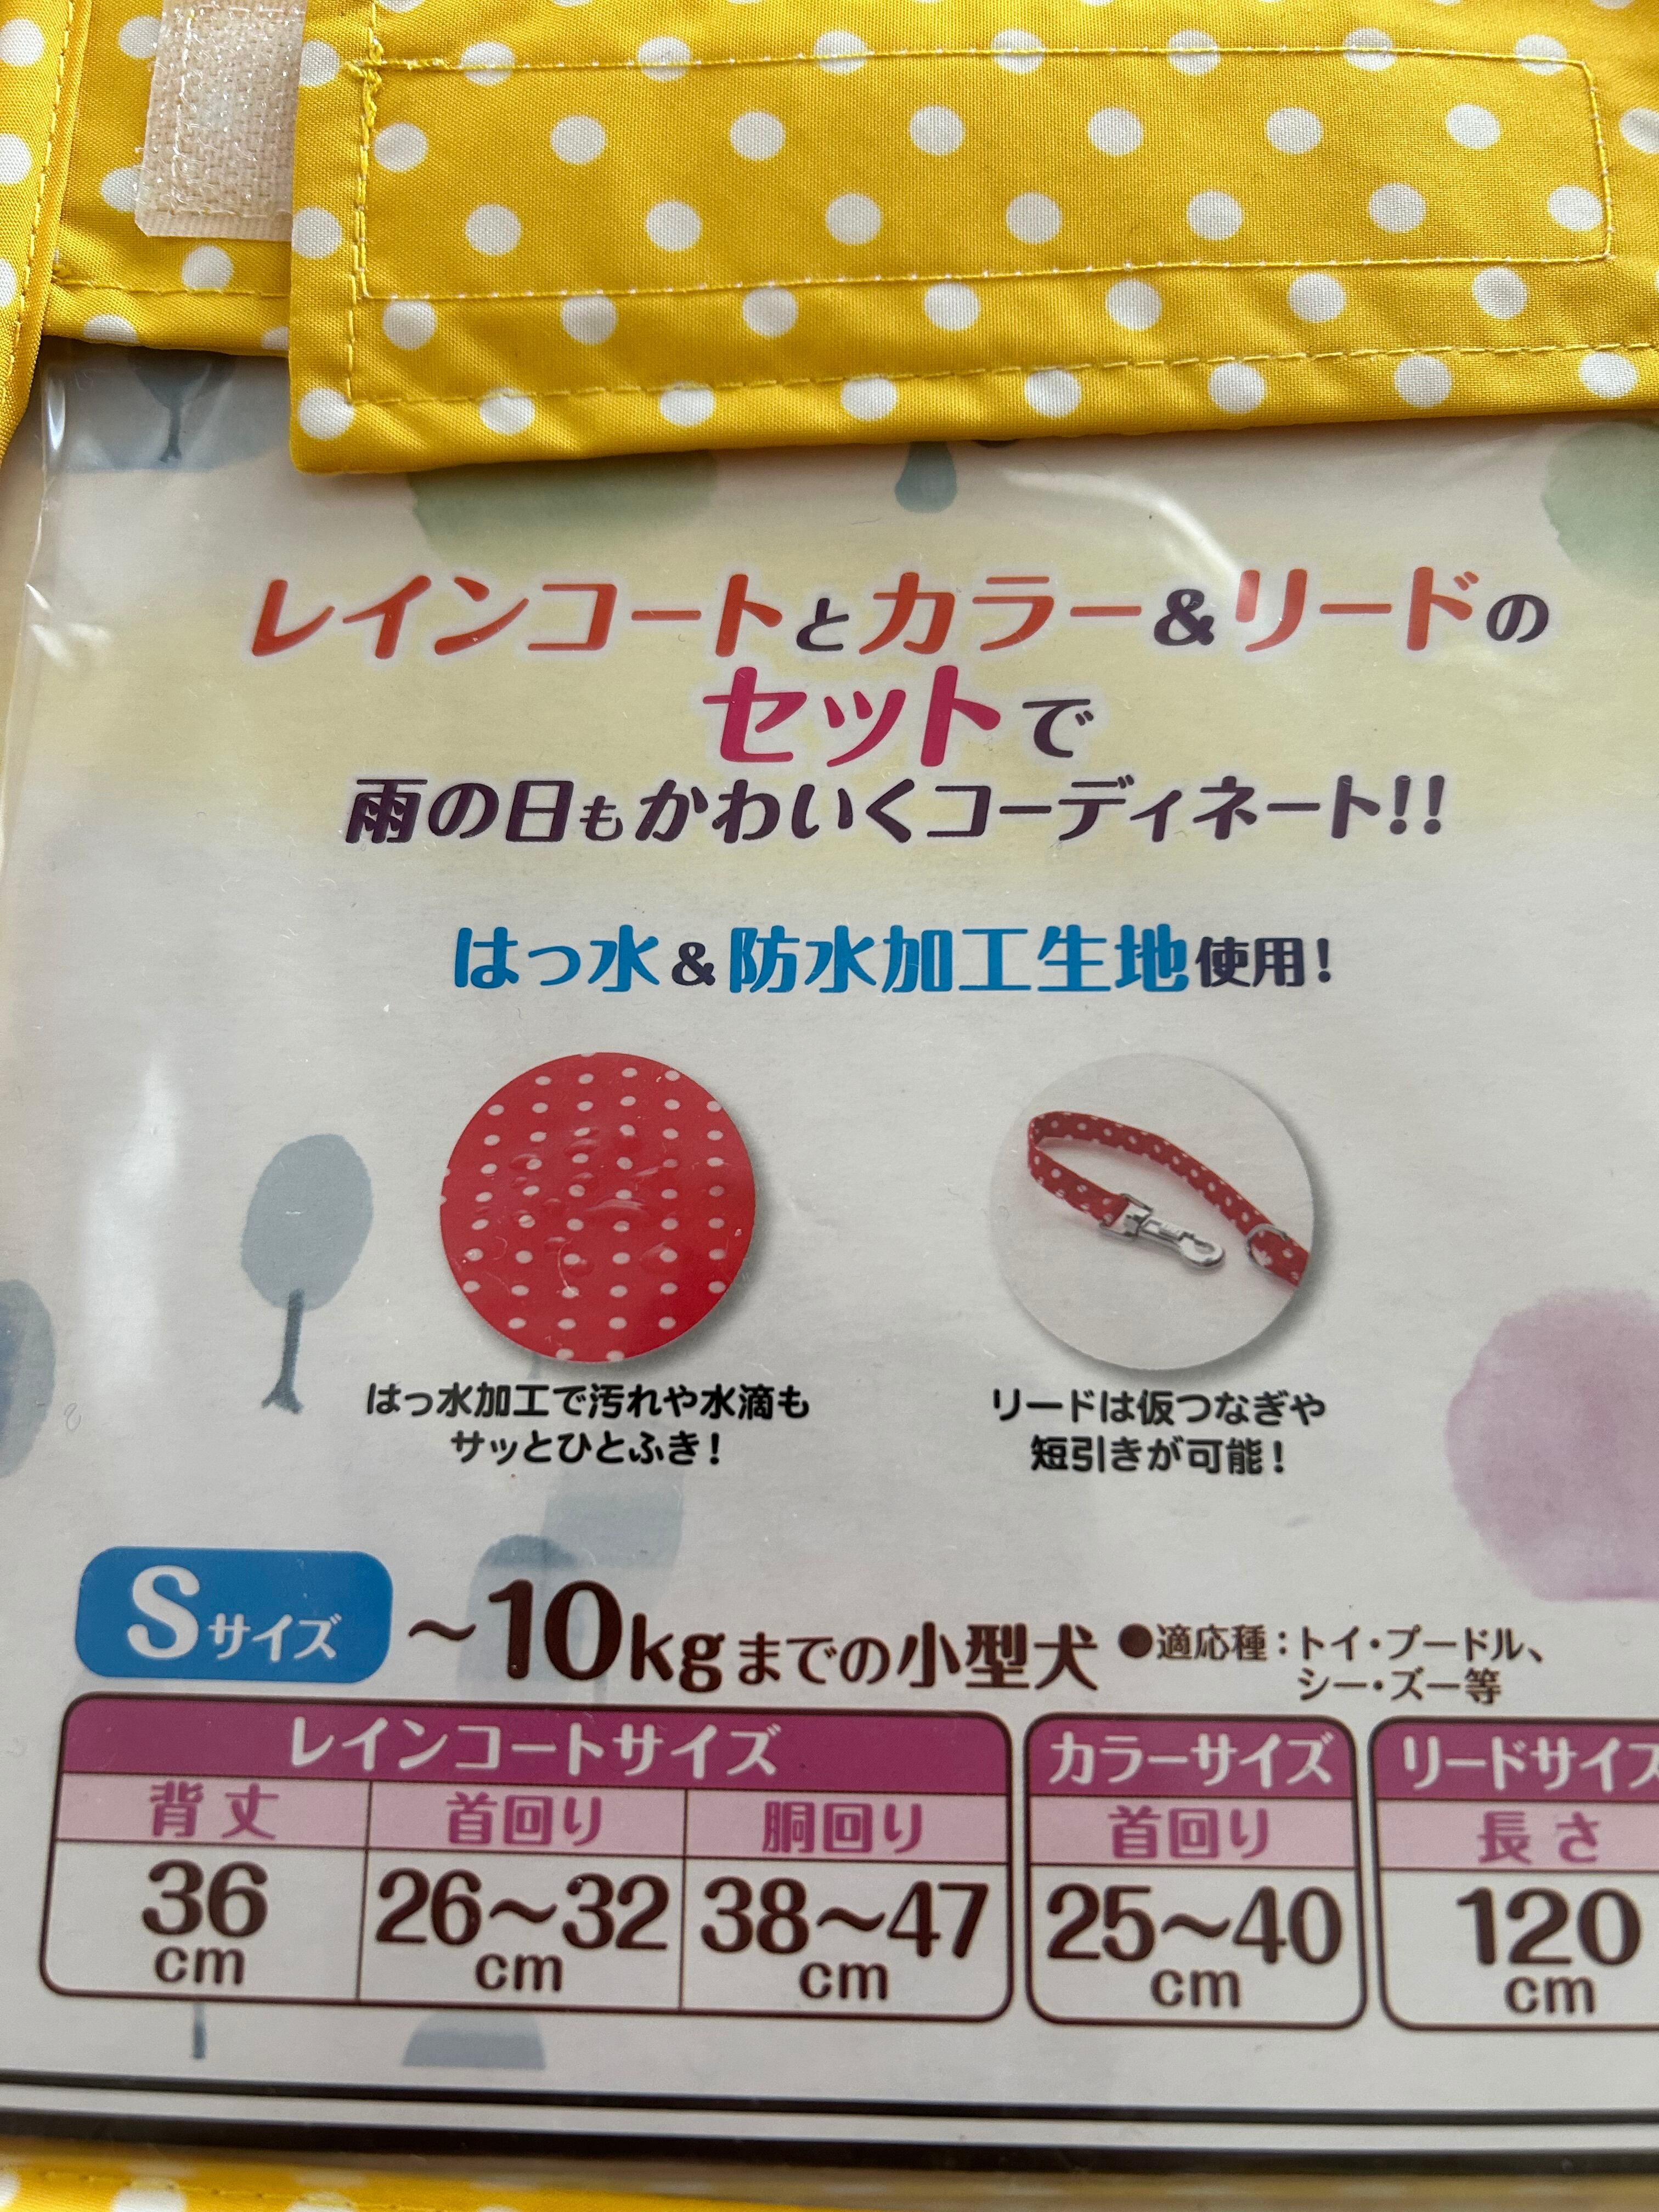 レインコートとカラー&リードの
セットで
雨の日もかわいくコーディネート!!
はっ水&防水加工生地使用!
はっ水加工で汚れや水滴も
サッとひとふき!
リードは仮つなぎや
短引きが可能!
Sサイズ ～10kgまでの小型犬 ●適応種：トイ・プードル、
シー・ズー等
レインコートサイズ カラーサイズ リードサイズ
背丈 首回り 胴回り 首回り 長さ
36 26～32 38～47 25～40 120
cm cm cm cm cm